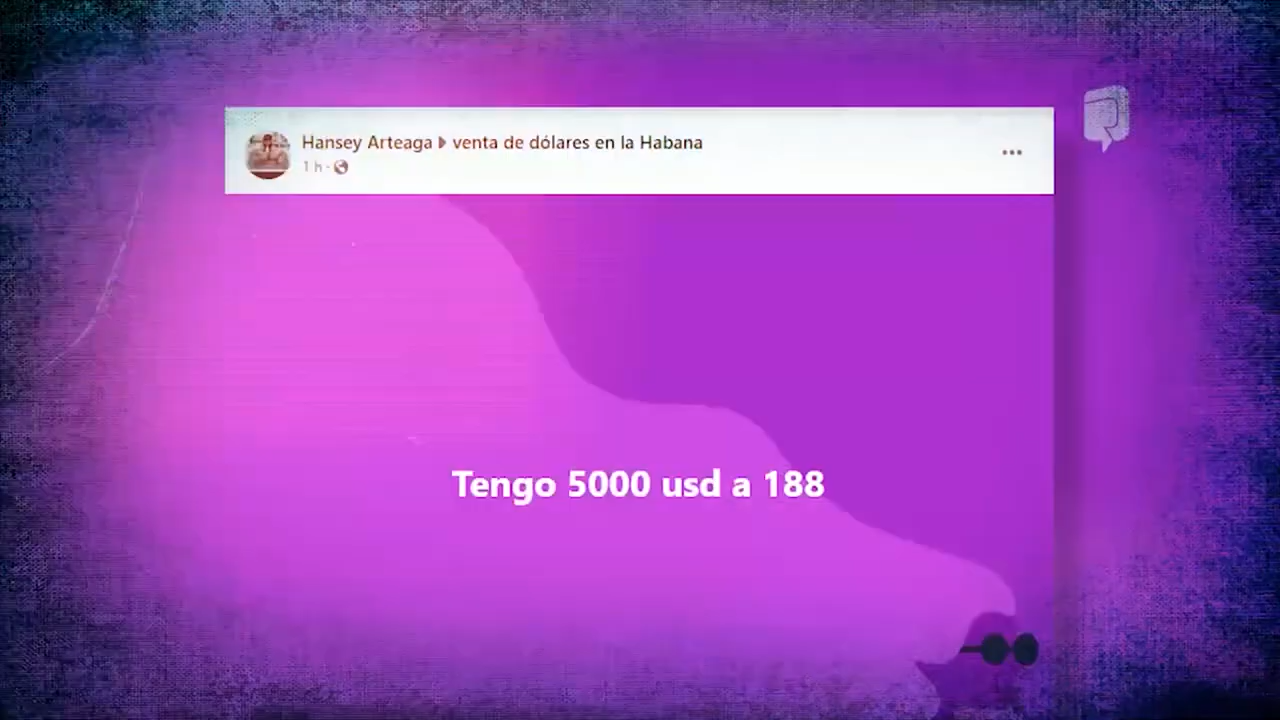 Hansey Arteaga venta de dólares en la Habana
1 h ·
Tengo 5000 usd a 188